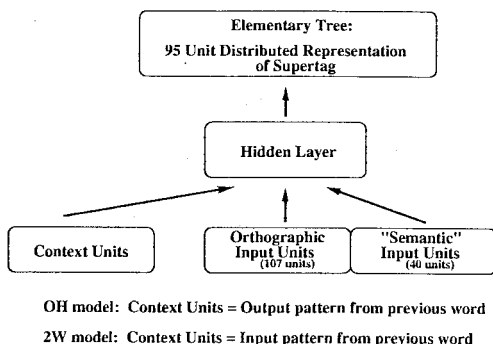 Elementary Tree:
95 Unit Distributed Representation
of Supertag
Hidden Layer
Context Units
Orthographic
Input Units
(107 units)
"Semantic"
Input Units
(40 units)
OH model: Context Units = Output pattern from previous word
2W model: Context Units = Input pattern from previous word